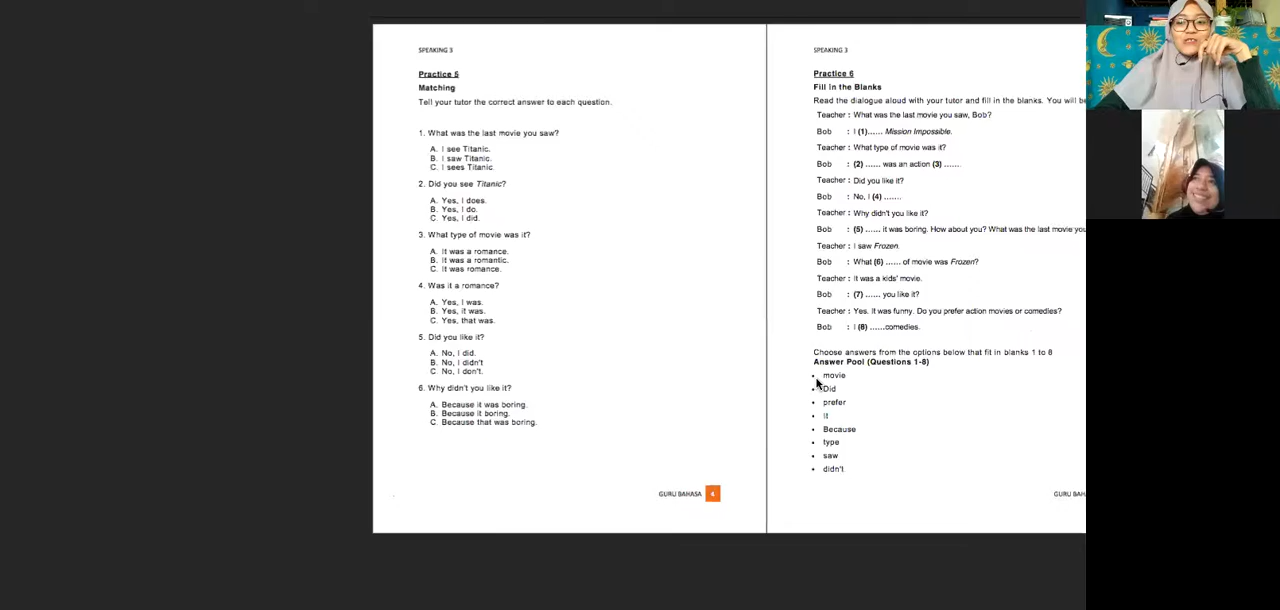 SPEAKING 3
Practice 5
Matching
Tell your tutor the correct answer to each question.
1. What was the last movie you saw?
A. I see Titanic.
B. I saw Titanic.
C. I sees Titanic.
2. Did you see Titanic?
A. Yes, I does.
B. Yes, I do.
C. Yes, I did.
3. What type of movie was it?
A. It was a romance.
B. It was a romantic.
C. It was romance.
4. Was it a romance?
A. Yes, I was.
B. Yes, it was.
C. Yes, that was.
5. Did you like it?
A. No, I did.
B. No, I didn't
C. No, I don't.
6. Why didn't you like it?
A. Because it was boring.
B. Because it boring.
C. Because that was boring.
GURU BAHASA 4
SPEAKING 3
Practice 6
Fill in the Blanks
Read the dialogue aloud with your tutor and fill in the blanks. You will be
Teacher : What was the last movie you saw, Bob?
Bob : I (1)...... Mission Impossible.
Teacher : What type of movie was it?
Bob : (2) ...... was an action (3) .......
Teacher : Did you like it?
Bob : No, I (4) .......
Teacher : Why didn't you like it?
Bob : (5) ...... it was boring. How about you? What was the last movie you
Teacher : I saw Frozen.
Bob : What (6) ...... of movie was Frozen?
Teacher : It was a kids' movie.
Bob : (7) ...... you like it?
Teacher : Yes. It was funny. Do you prefer action movies or comedies?
Bob : I (8) ......comedies.
Choose answers from the options below that fit in blanks 1 to 8
Answer Pool (Questions 1-8)
• movie
• Did
• prefer
• It
• Because
• type
• saw
• didn't
GURU BAH